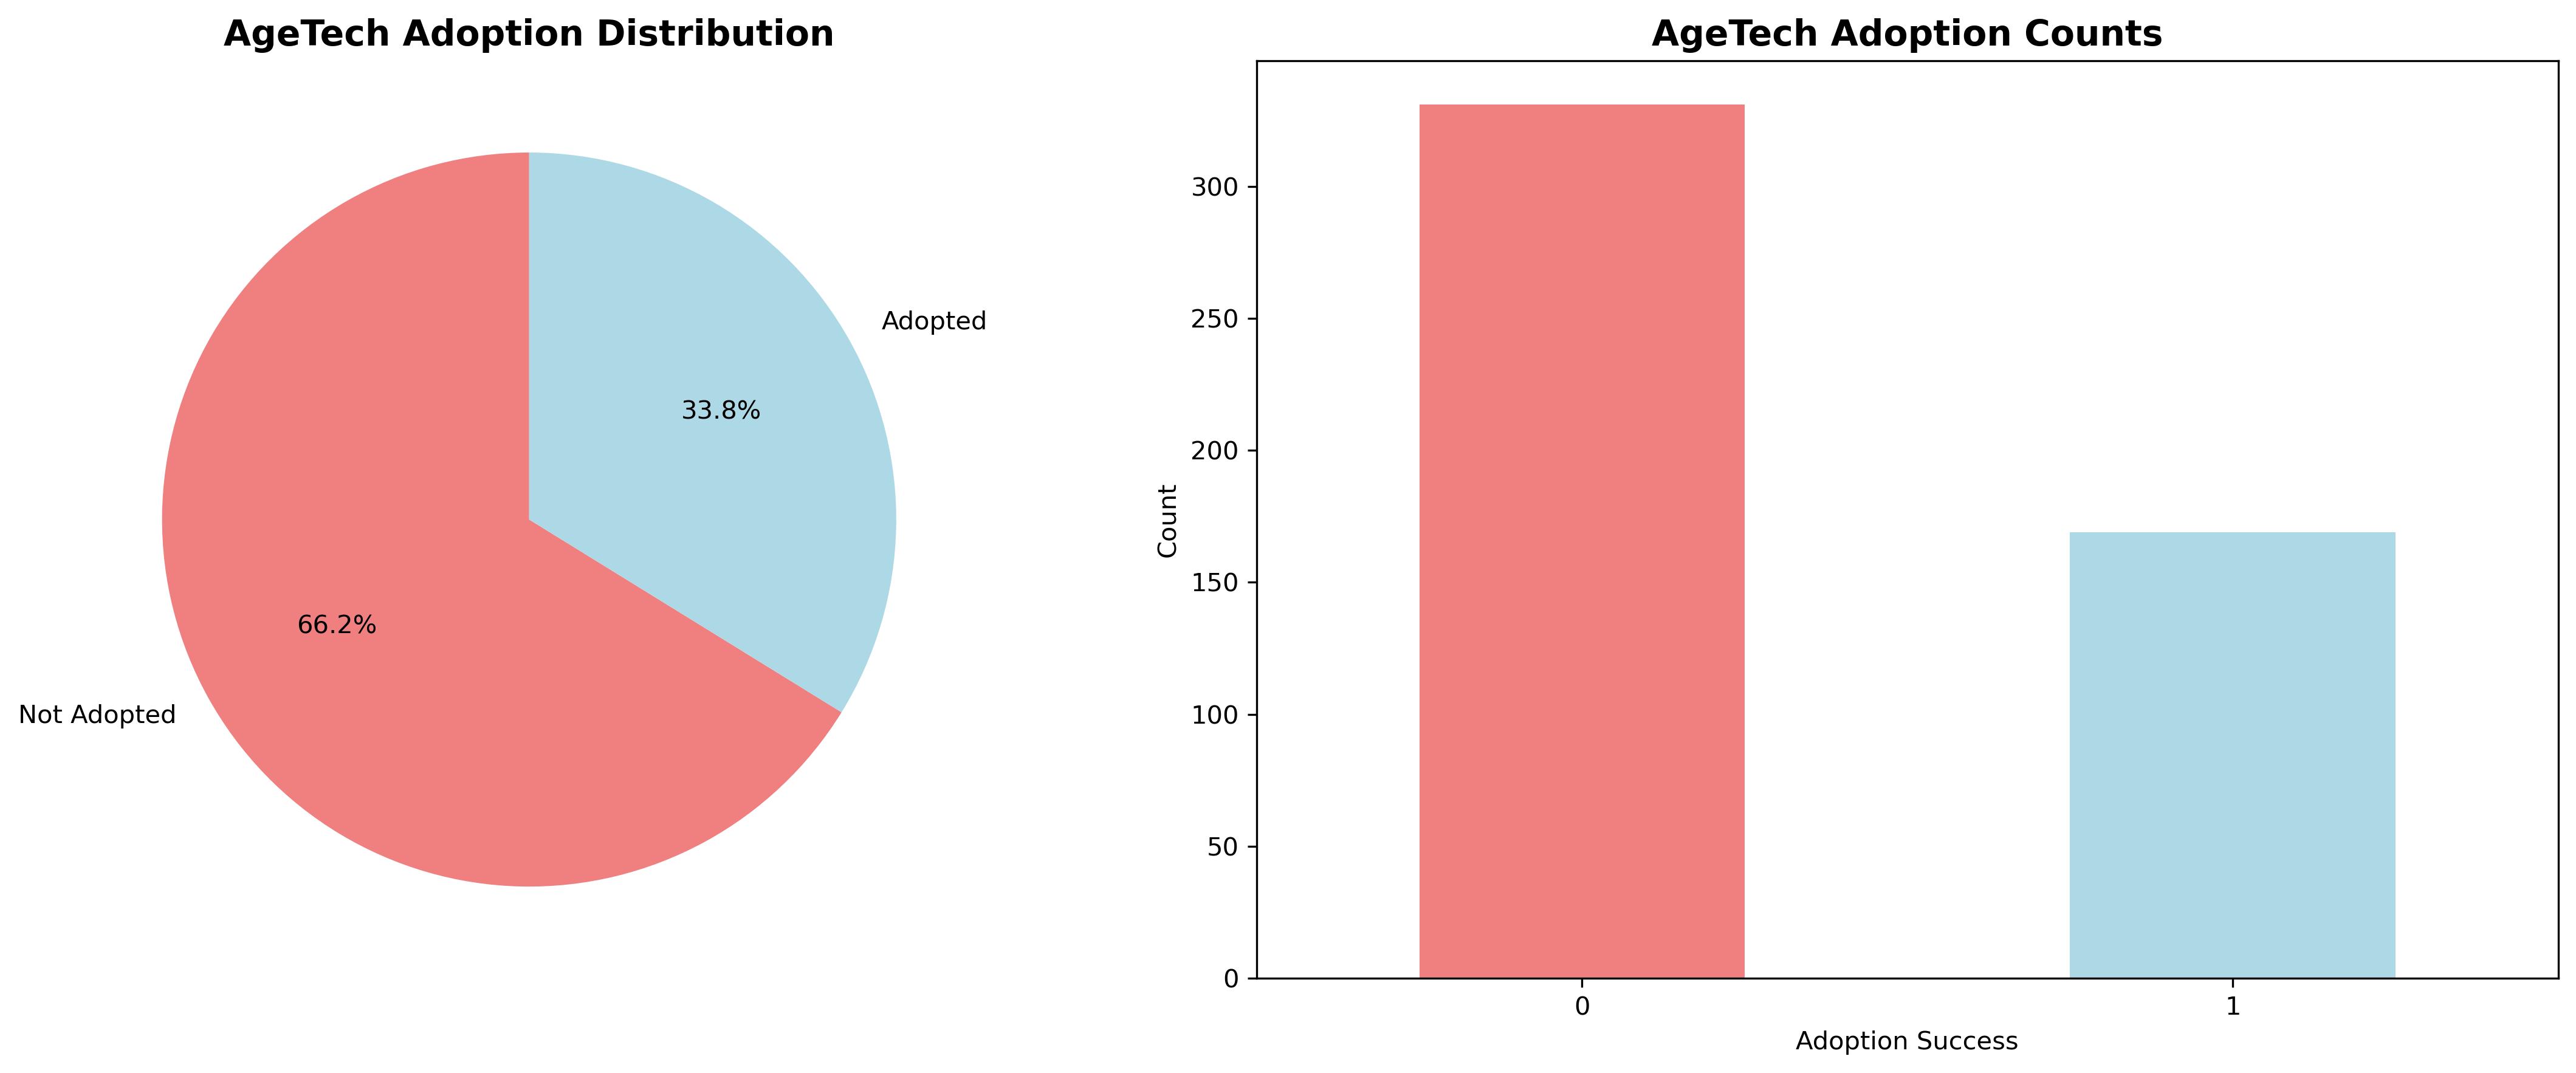 AgeTech Adoption Distribution
Adopted
33.8%
66.2%
Not Adopted
AgeTech Adoption Counts
Count
300
250
200
150
100
50
0
0
1
Adoption Success